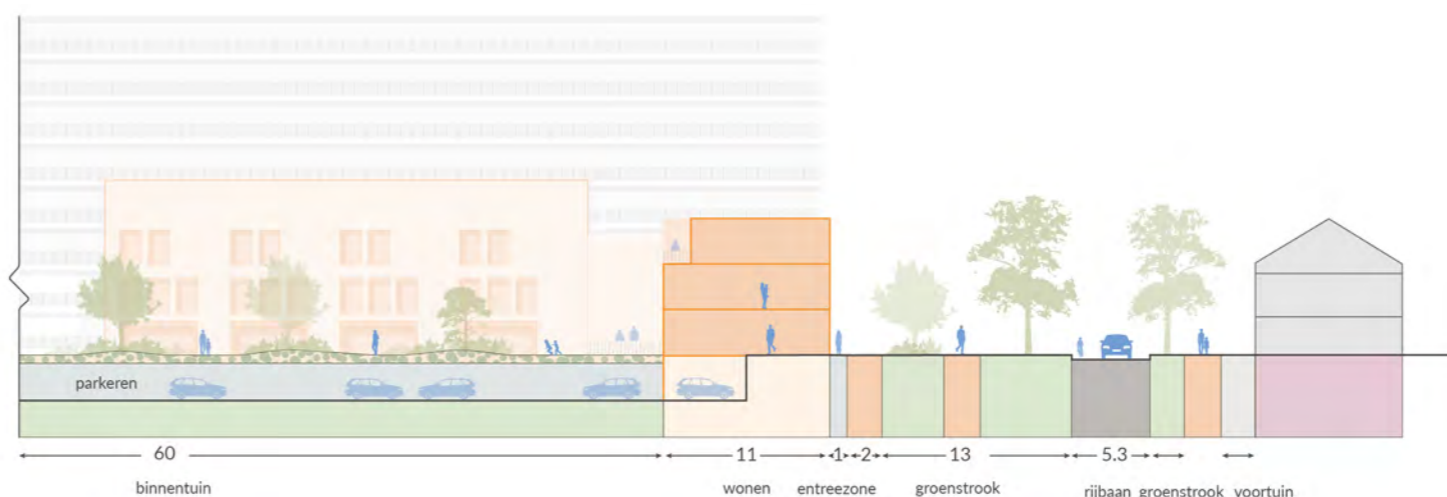 parkeren
60 11 1 2 13 5.3
binnentuin wonen entreezone groenstrook rijbaan groenstrook voortuin